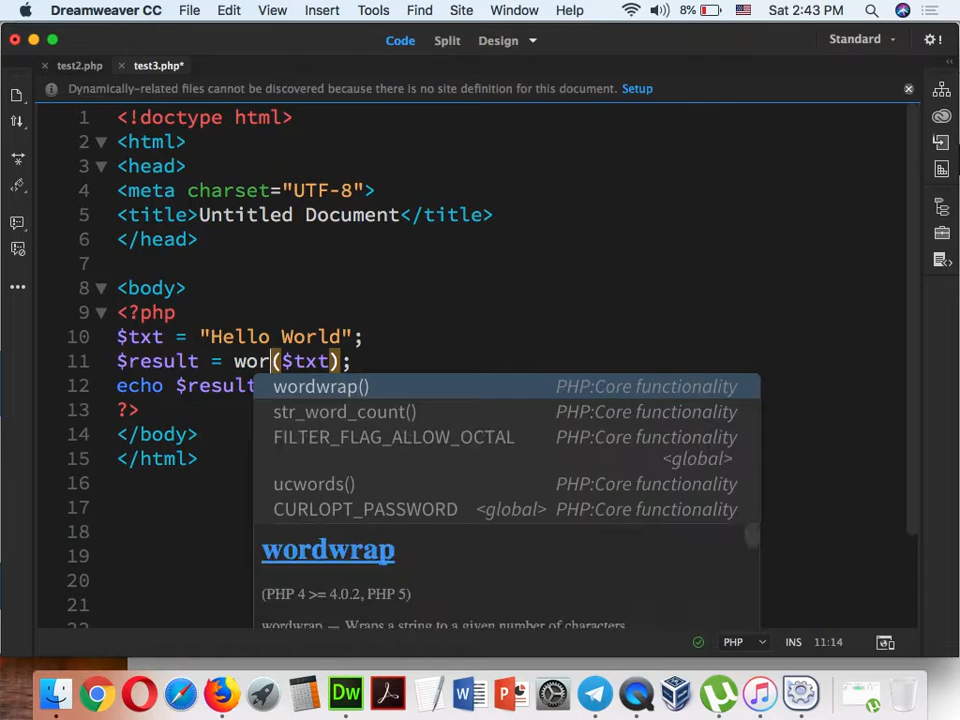 Dreamweaver CC File Edit View Insert Tools Find Site Window Help 8% Sat 2:43 PM
Code Split Design Standard
test2.php test3.php*
Dynamically-related files cannot be discovered because there is no site definition for this document. Setup
1 <!doctype html>
2 <html>
3 <head>
4 <meta charset="UTF-8">
5 <title>Untitled Document</title>
6 </head>
7
8 <body>
9 <?php
10 $txt = "Hello World";
11 $result = wor($txt);
12 echo $result
13 ?>
14 </body>
15 </html>
16
17
18
19
20
21
22
wordwrap() PHP:Core functionality
str_word_count() PHP:Core functionality
FILTER_FLAG_ALLOW_OCTAL PHP:Core functionality
<global>
ucwords() PHP:Core functionality
CURLOPT_PASSWORD <global> PHP:Core functionality
wordwrap
(PHP 4 >= 4.0.2, PHP 5)
wordwrap — Wraps a string to a given number of characters
PHP INS 11:14
Dw W P